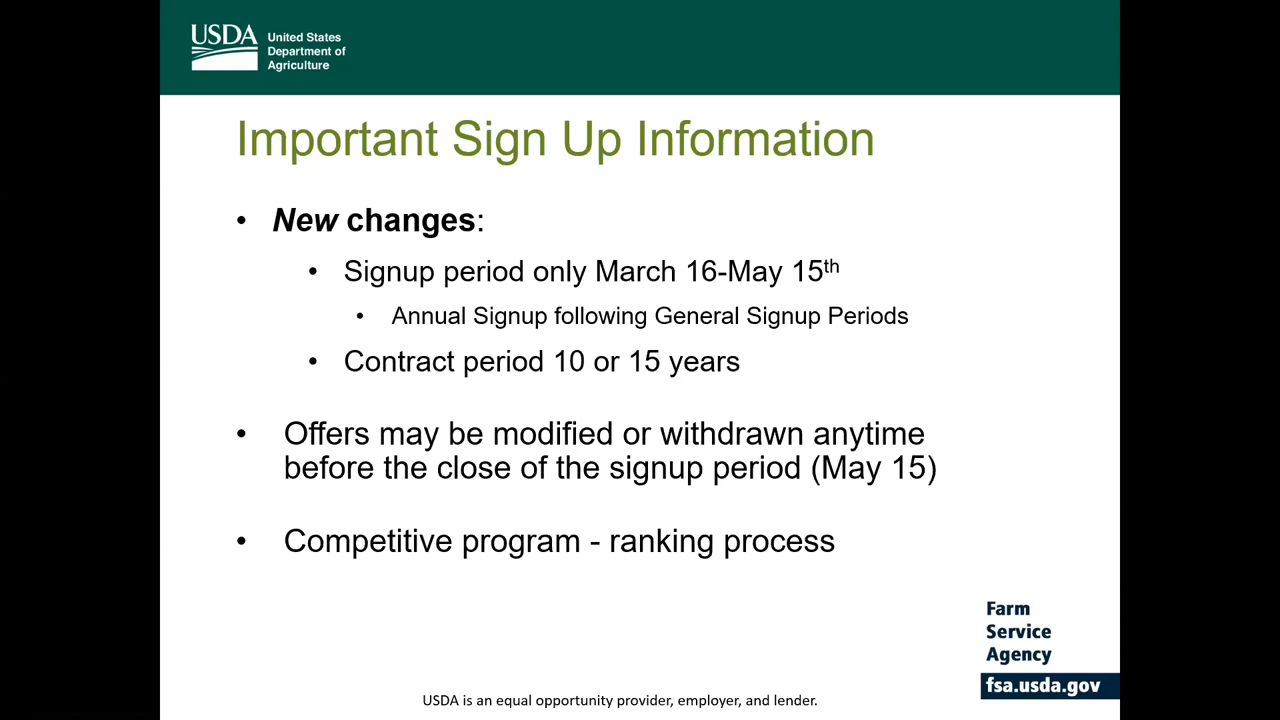 USDA
United States
Department of
Agriculture
Important Sign Up Information
• New changes:
• Signup period only March 16-May 15th
• Annual Signup following General Signup Periods
• Contract period 10 or 15 years
• Offers may be modified or withdrawn anytime
before the close of the signup period (May 15)
• Competitive program - ranking process
Farm
Service
Agency
fsa.usda.gov
USDA is an equal opportunity provider, employer, and lender.